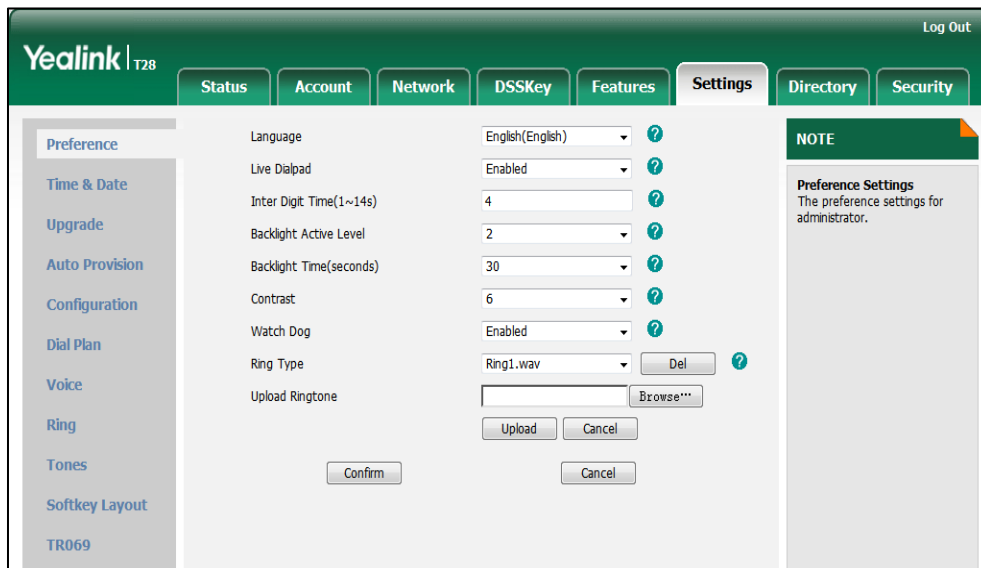 Log Out
Yealink T28
Status Account Network DSSKey Features Settings Directory Security
Preference
Time & Date
Upgrade
Auto Provision
Configuration
Dial Plan
Voice
Ring
Tones
Softkey Layout
TR069
Language English(English) ?
Live Dialpad Enabled ?
Inter Digit Time(1~14s) 4 ?
Backlight Active Level 2 ?
Backlight Time(seconds) 30 ?
Contrast 6 ?
Watch Dog Enabled ?
Ring Type Ring1.wav Del ?
Upload Ringtone Browse...
Upload Cancel
Confirm Cancel
NOTE
Preference Settings
The preference settings for
administrator.